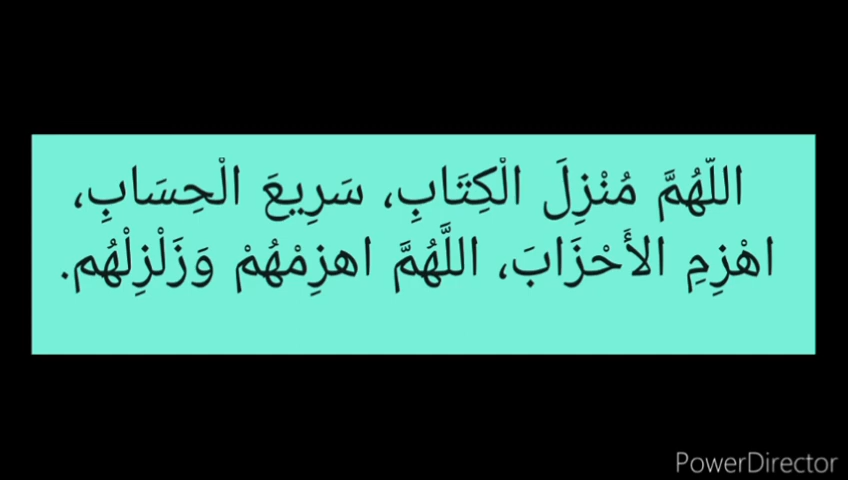 اللّهُمَّ مُنْزِلَ الْكِتَابِ، سَرِيعَ الْحِسَابِ،
اهْزِمِ الأَحْزَابَ، اللَّهُمَّ اهزِمْهُمْ وَزَلْزِلْهُم.
PowerDirector